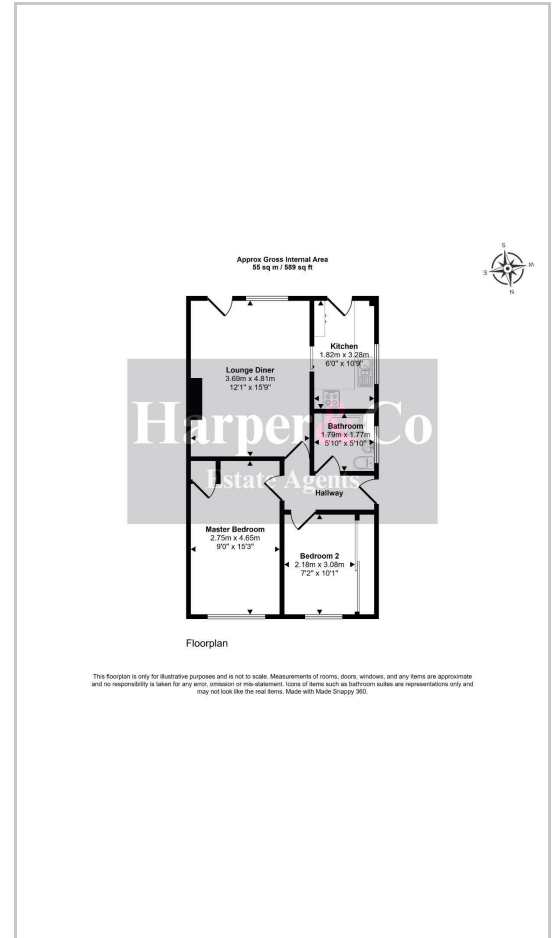 Approx Gross Internal Area
55 sq m / 589 sq ft
S
E
W
N
Kitchen
1.82m x 3.28m
6'0" x 10'9"
Lounge Diner
3.69m x 4.81m
12'1" x 15'9"
Harper & Co
Estate Agents
Bathroom
1.79m x 1.77m
5'10" x 5'10"
Hallway
Master Bedroom
2.75m x 4.65m
9'0" x 15'3"
Bedroom 2
2.18m x 3.08m
7'2" x 10'1"
Floorplan
This floorplan is only for illustrative purposes and is not to scale. Measurements of rooms, doors, windows, and any items are approximate
and no responsibility is taken for any error, omission or mis-statement. Icons of items such as bathroom suites are representations only and
may not look like the real items. Made with Made Snappy 360.